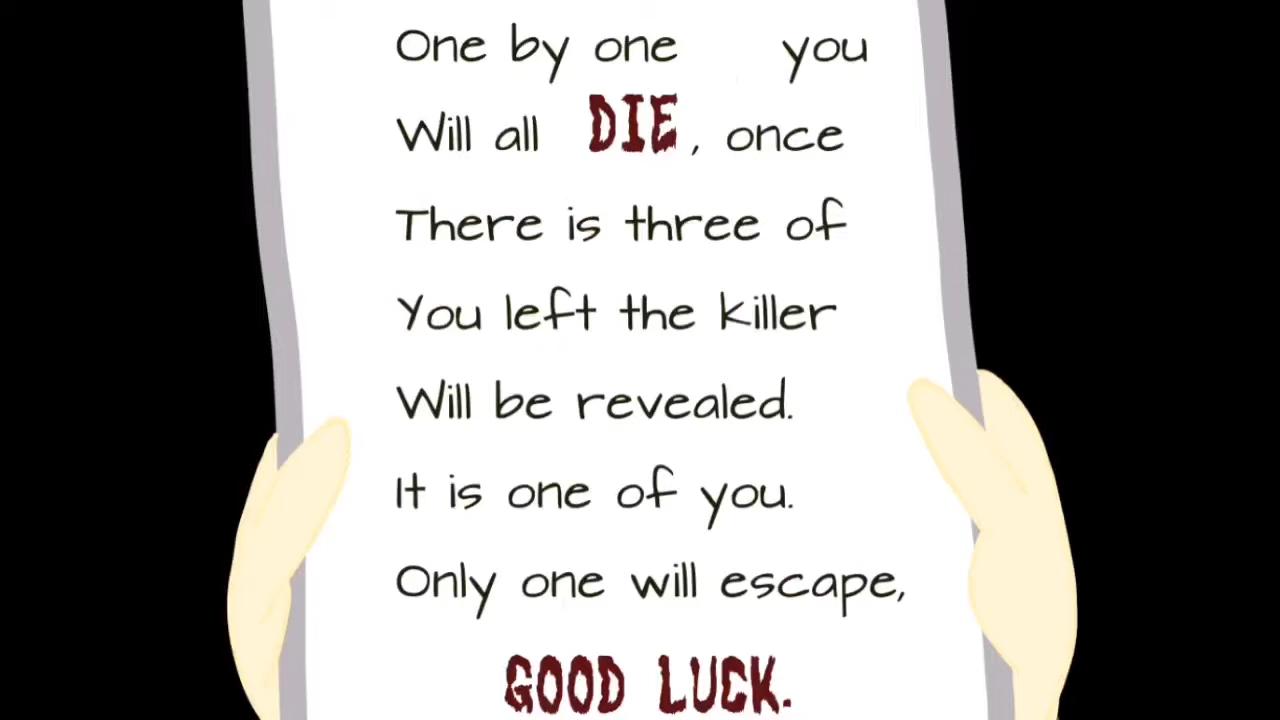 One by one you
Will all DIE, once
There is three of
You left the killer
Will be revealed.
It is one of you.
Only one will escape,
GOOD LUCK.